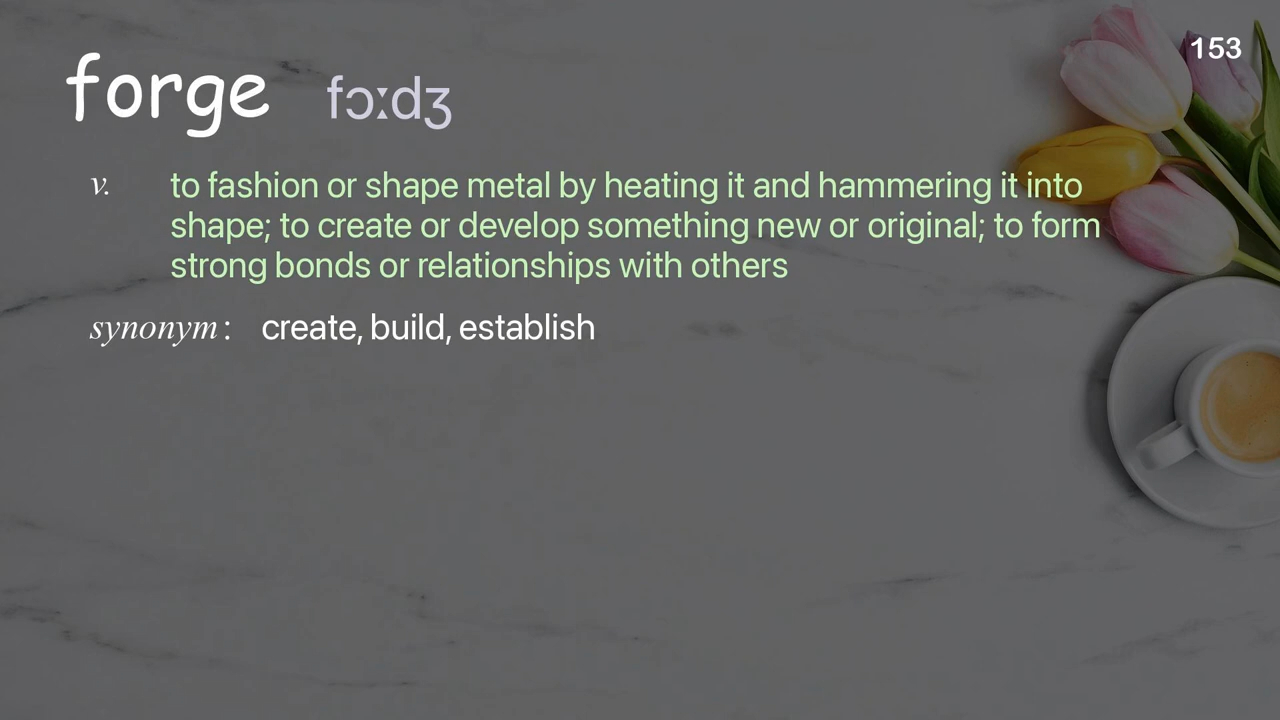 153
forge fɔːdʒ
v. to fashion or shape metal by heating it and hammering it into
shape; to create or develop something new or original; to form
strong bonds or relationships with others
synonym : create, build, establish